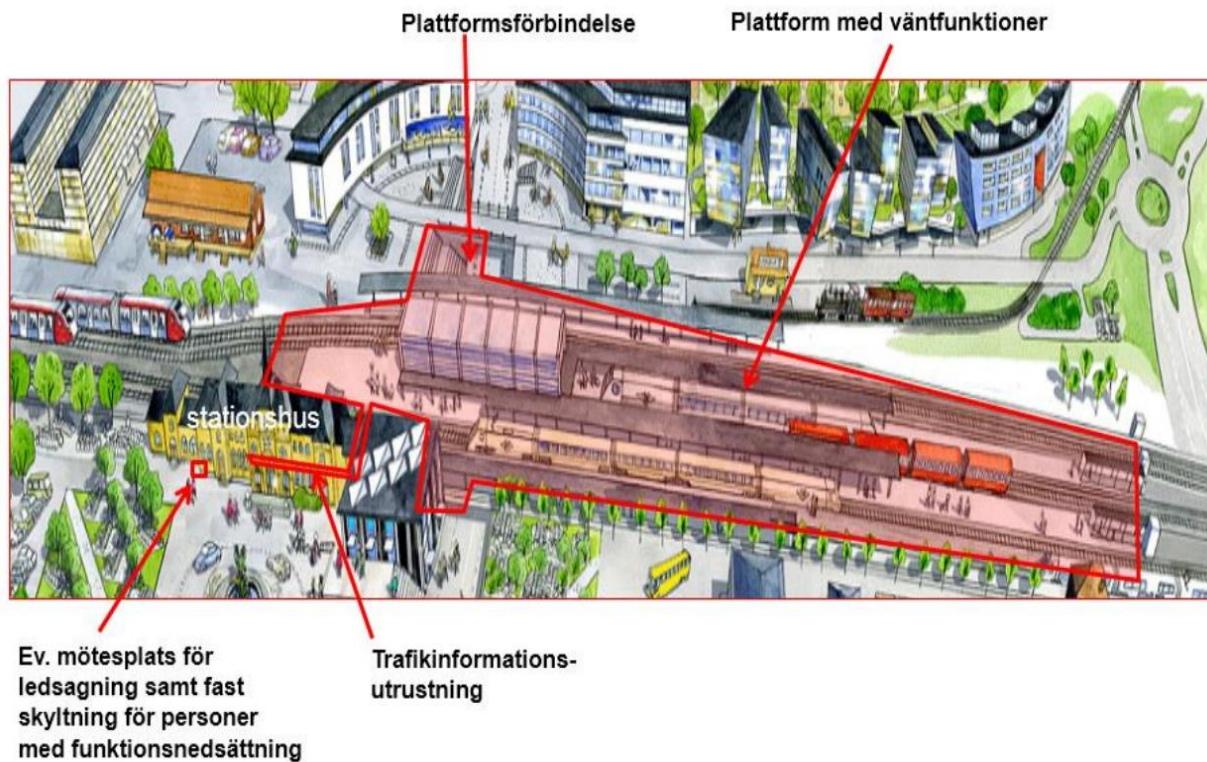 Plattformsförbindelse
Plattform med väntfunktioner
stationshus
Ev. mötesplats för
ledsagning samt fast
skyltning för personer
med funktionsnedsättning
Trafikinformations-
utrustning